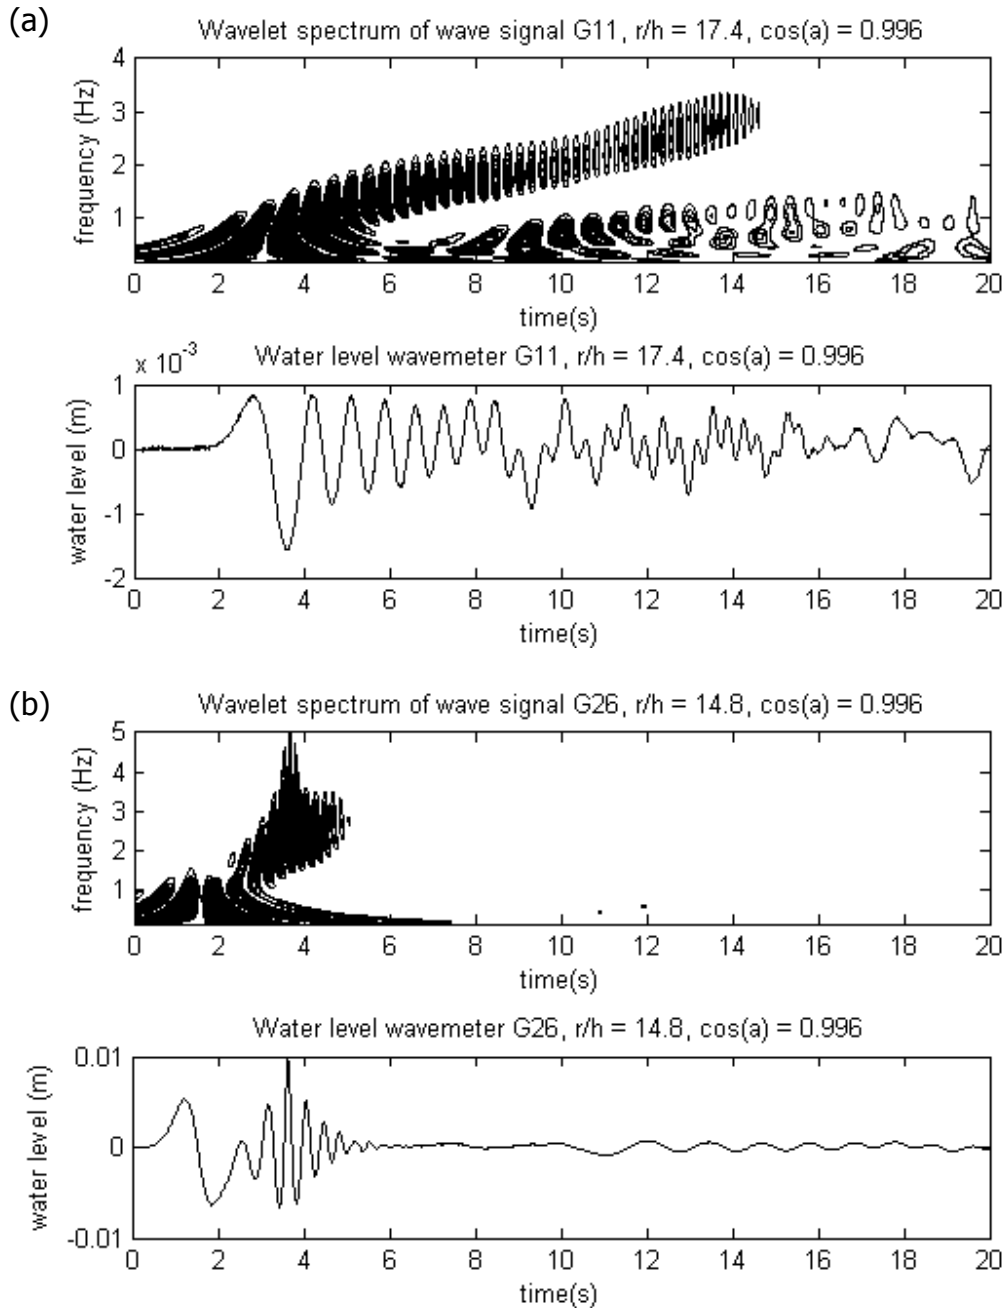 (a)
Wavelet spectrum of wave signal G11, r/h = 17.4, cos(a) = 0.996
frequency (Hz)
4
3
2
1
0 2 4 6 8 10 12 14 16 18 20
time(s)
x 10^-3
Water level wavemeter G11, r/h = 17.4, cos(a) = 0.996
water level (m)
1
0
-1
-2
0 2 4 6 8 10 12 14 16 18 20
time(s)
(b)
Wavelet spectrum of wave signal G26, r/h = 14.8, cos(a) = 0.996
frequency (Hz)
5
4
3
2
1
0 2 4 6 8 10 12 14 16 18 20
time(s)
Water level wavemeter G26, r/h = 14.8, cos(a) = 0.996
water level (m)
0.01
0
-0.01
0 2 4 6 8 10 12 14 16 18 20
time(s)